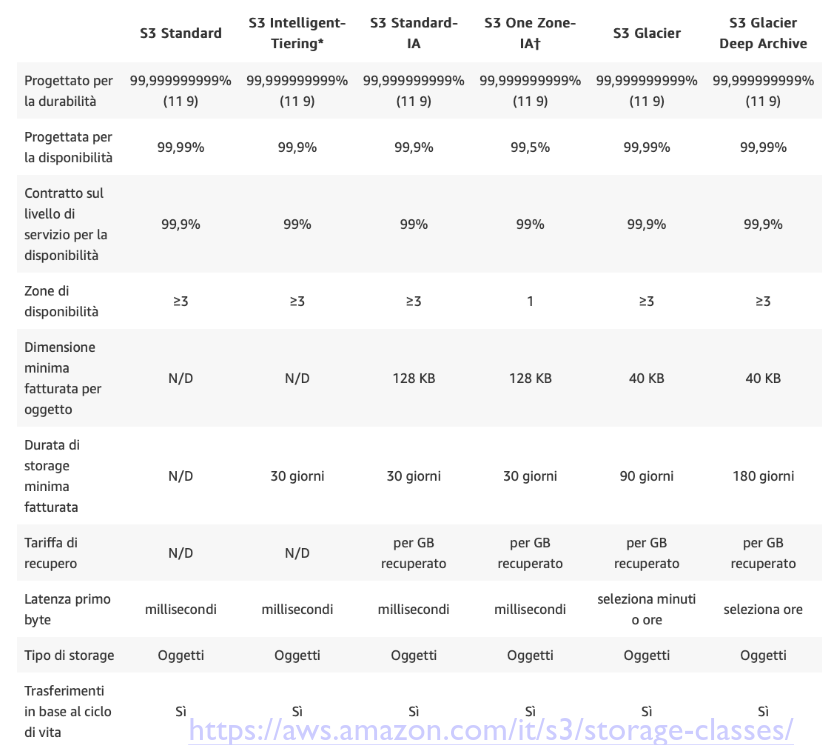 S3 Standard S3 Intelligent-Tiering* S3 Standard-IA S3 One Zone-IA† S3 Glacier S3 Glacier Deep Archive
Progettato per la durabilità 99,999999999% (11 9) 99,999999999% (11 9) 99,999999999% (11 9) 99,999999999% (11 9) 99,999999999% (11 9) 99,999999999% (11 9)
Progettata per la disponibilità 99,99% 99,9% 99,9% 99,5% 99,99% 99,99%
Contratto sul livello di servizio per la disponibilità 99,9% 99% 99% 99% 99,9% 99,9%
Zone di disponibilità ≥3 ≥3 ≥3 1 ≥3 ≥3
Dimensione minima fatturata per oggetto N/D N/D 128 KB 128 KB 40 KB 40 KB
Durata di storage minima fatturata N/D 30 giorni 30 giorni 30 giorni 90 giorni 180 giorni
Tariffa di recupero N/D N/D per GB recuperato per GB recuperato per GB recuperato per GB recuperato
Latenza primo byte millisecondi millisecondi millisecondi millisecondi seleziona minuti o ore seleziona ore
Tipo di storage Oggetti Oggetti Oggetti Oggetti Oggetti Oggetti
Trasferimenti in base al ciclo di vita Sì Sì Sì Sì Sì Sì
https://aws.amazon.com/it/s3/storage-classes/